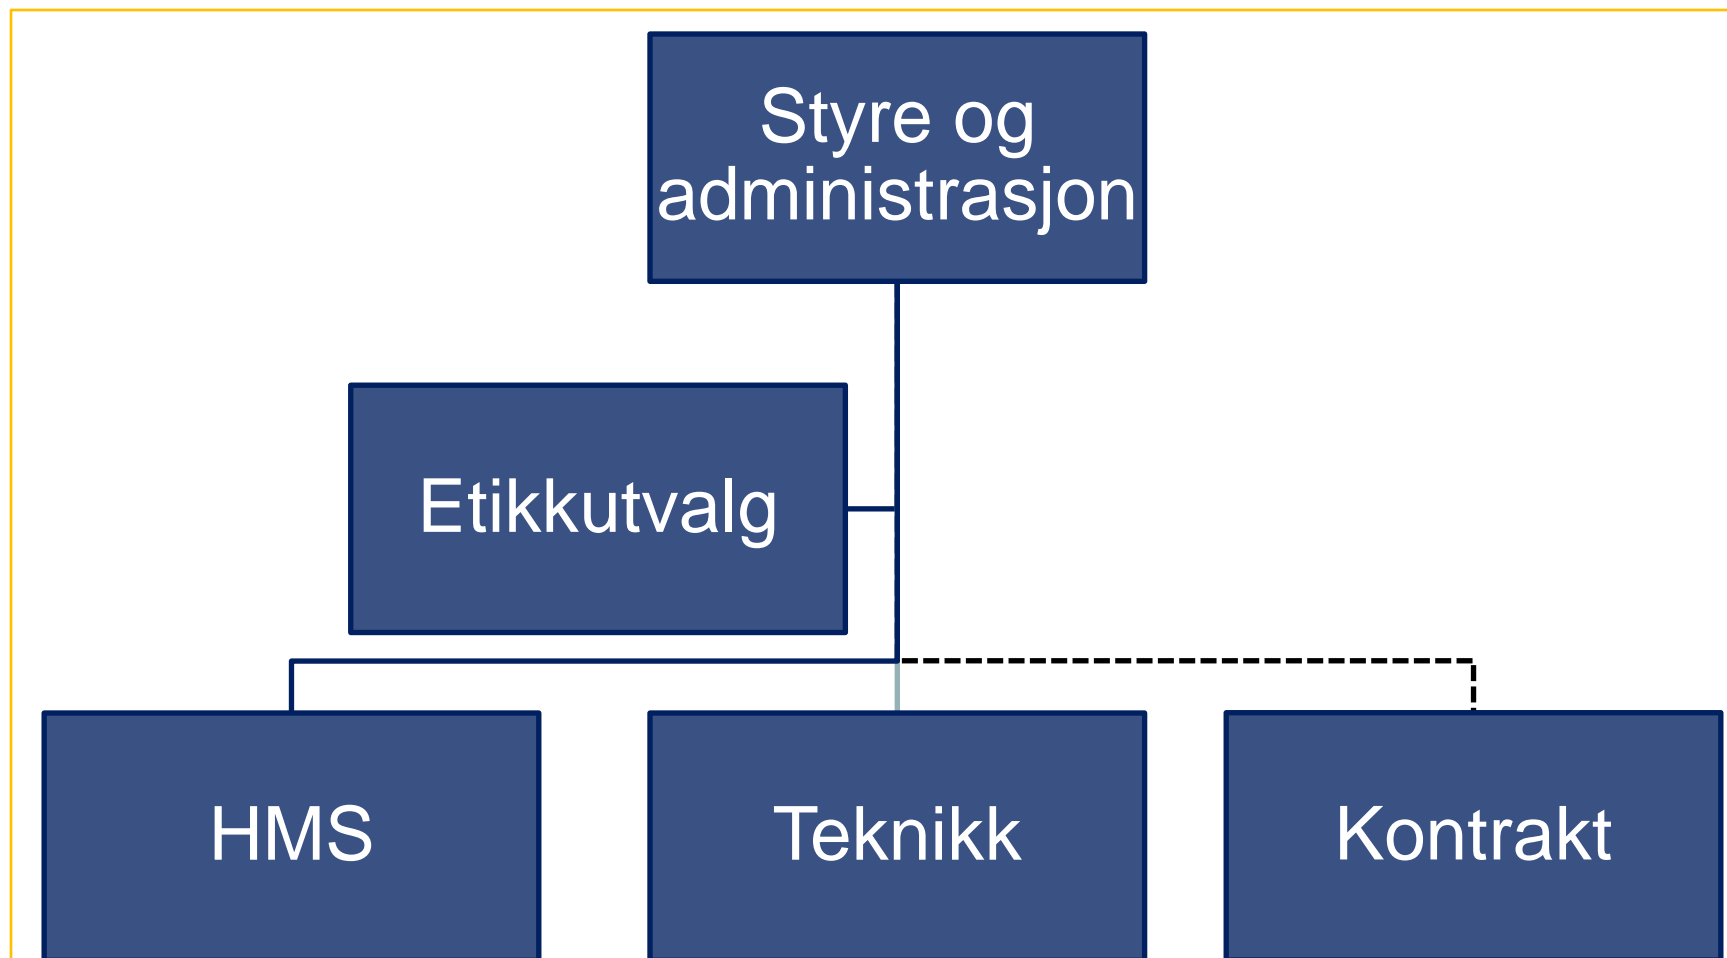 Styre og
administrasjon
Etikkutvalg
HMS
Teknikk
Kontrakt